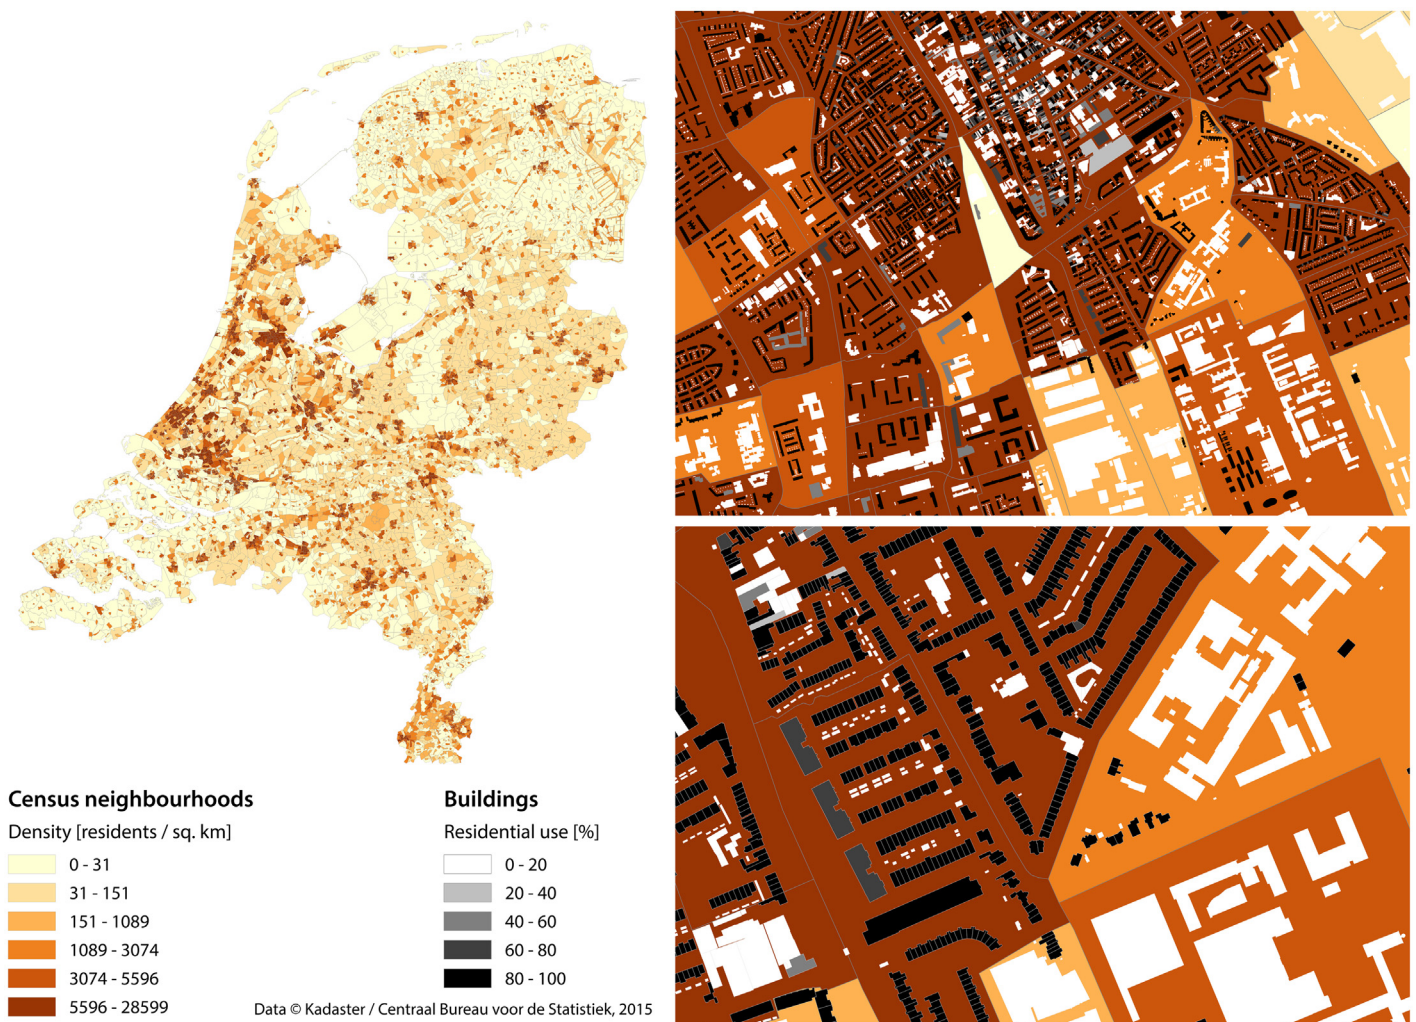 Census neighbourhoods
Density [residents / sq. km]
0 - 31
31 - 151
151 - 1089
1089 - 3074
3074 - 5596
5596 - 28599
Buildings
Residential use [%]
0 - 20
20 - 40
40 - 60
60 - 80
80 - 100
Data © Kadaster / Centraal Bureau voor de Statistiek, 2015